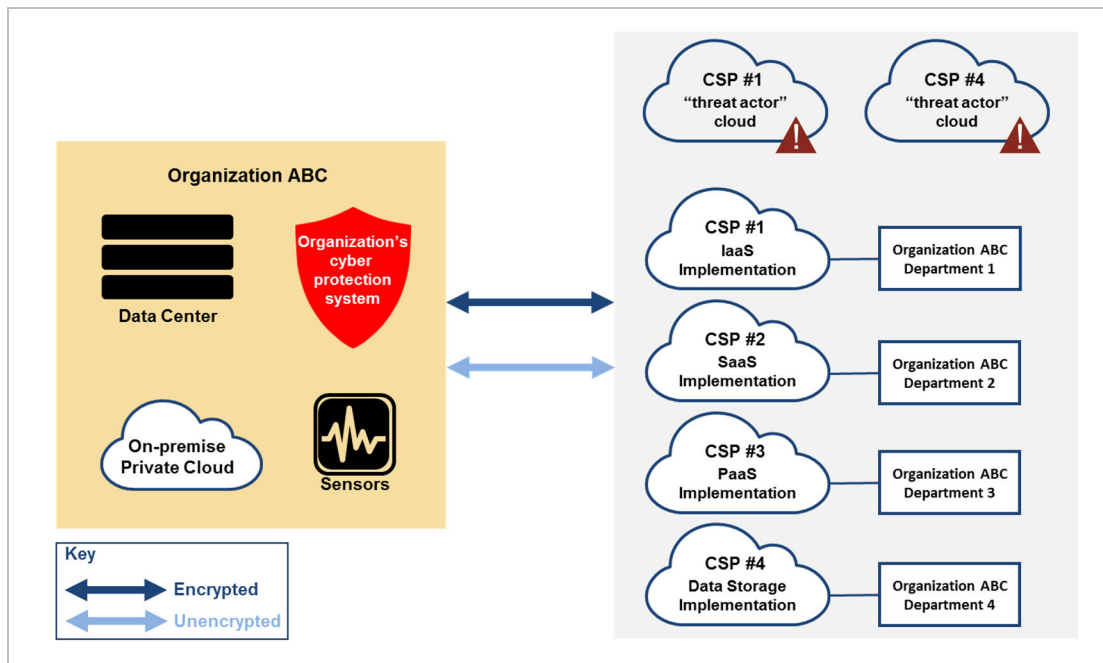 Organization ABC
Data Center
Organization's
cyber
protection
system
On-premise
Private Cloud
Sensors
Key
Encrypted
Unencrypted
CSP #1
“threat actor”
cloud
!
CSP #4
“threat actor”
cloud
!
CSP #1
IaaS
Implementation
Organization ABC
Department 1
CSP #2
SaaS
Implementation
Organization ABC
Department 2
CSP #3
PaaS
Implementation
Organization ABC
Department 3
CSP #4
Data Storage
Implementation
Organization ABC
Department 4